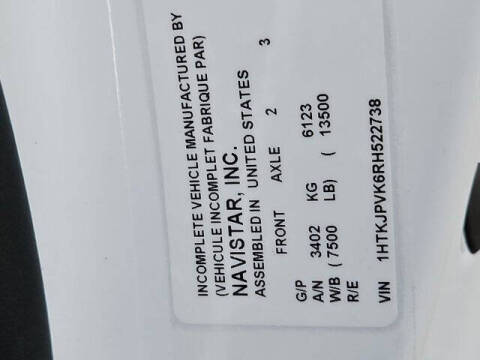 INCOMPLETE VEHICLE MANUFACTURED BY
(VEHICULE INCOMPLET FABRIQUE PAR)
NAVISTAR, INC.
ASSEMBLED IN UNITED STATES
FRONT AXLE 2 3
G/P
A/N 3402 KG 6123
W/B ( 7500 LB) ( 13500
R/E
VIN 1HTKJPVK6RH522738